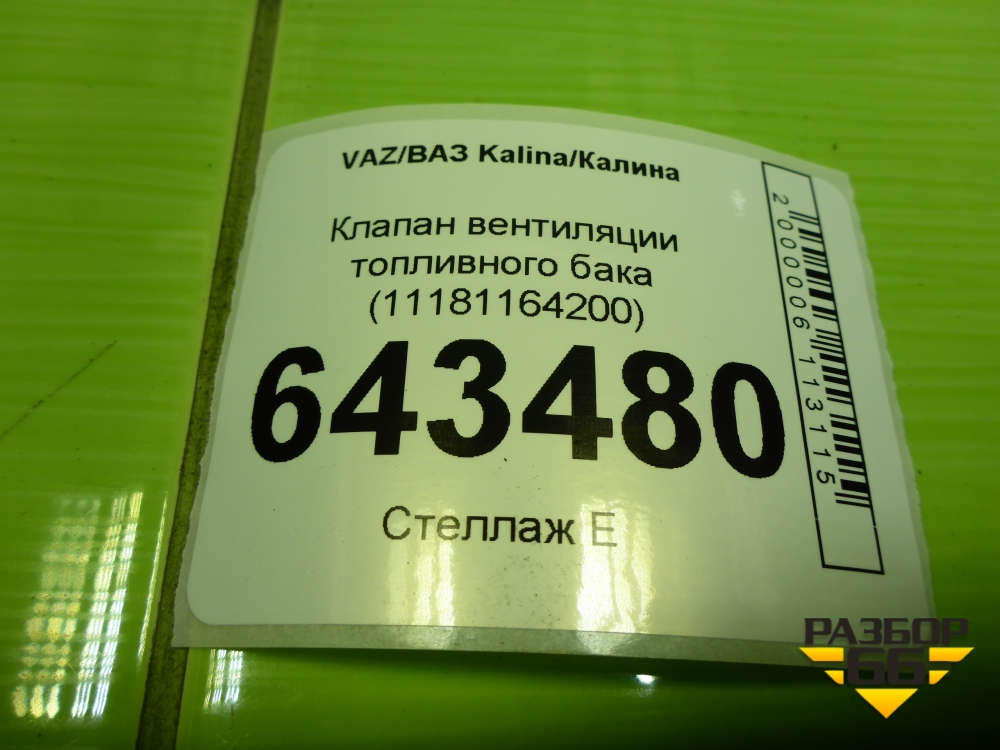 VAZ/ВАЗ Kalina/Калина
Клапан вентиляции
топливного бака
(11181164200)
643480
Стеллаж Е
2000006113115
РАЗБОР
66